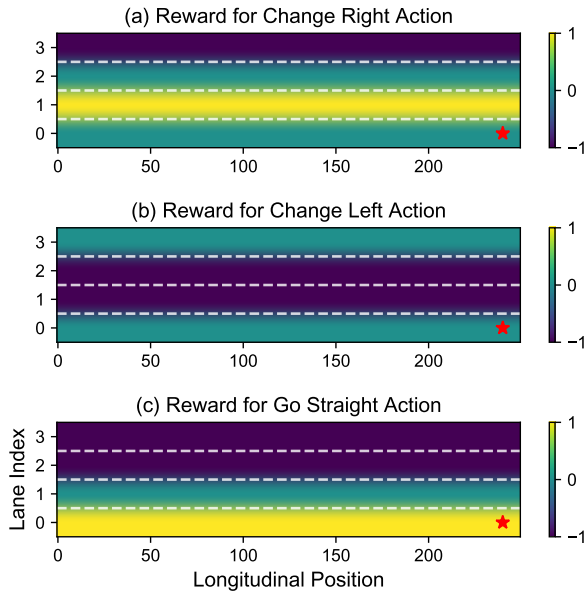 (a) Reward for Change Right Action
3
2
1
0
0 50 100 150 200
1
0
−1
(b) Reward for Change Left Action
3
2
1
0
0 50 100 150 200
1
0
−1
(c) Reward for Go Straight Action
Lane Index
3
2
1
0
0 50 100 150 200
Longitudinal Position
1
0
−1